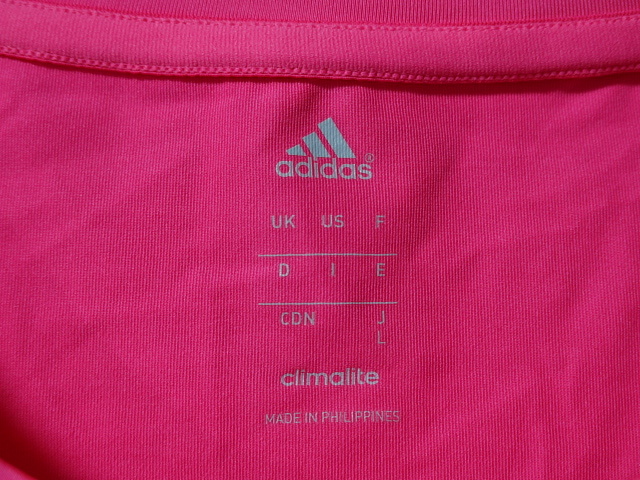 adidas®
UK US F
D I E
CDN J
L
climalite
MADE IN PHILIPPINES